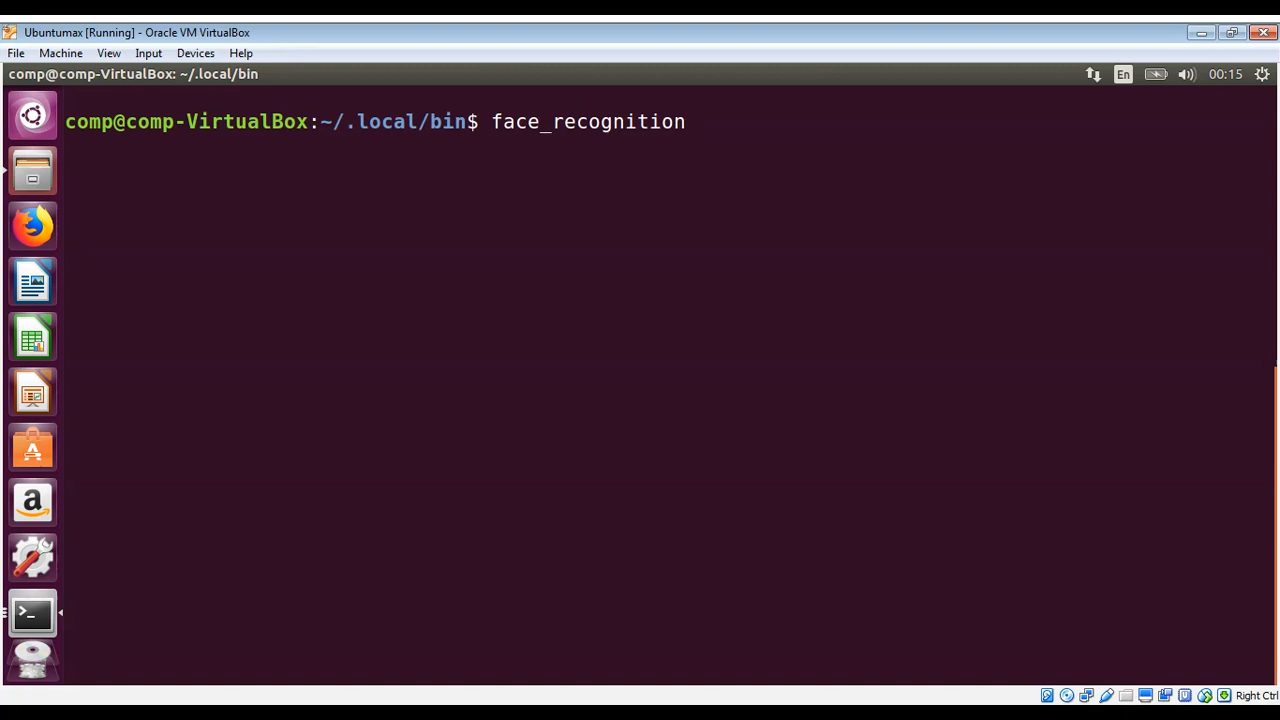 Ubuntumax [Running] - Oracle VM VirtualBox
File Machine View Input Devices Help
comp@comp-VirtualBox: ~/.local/bin
En
00:15
comp@comp-VirtualBox:~/.local/bin$ face_recognition
Right Ctrl